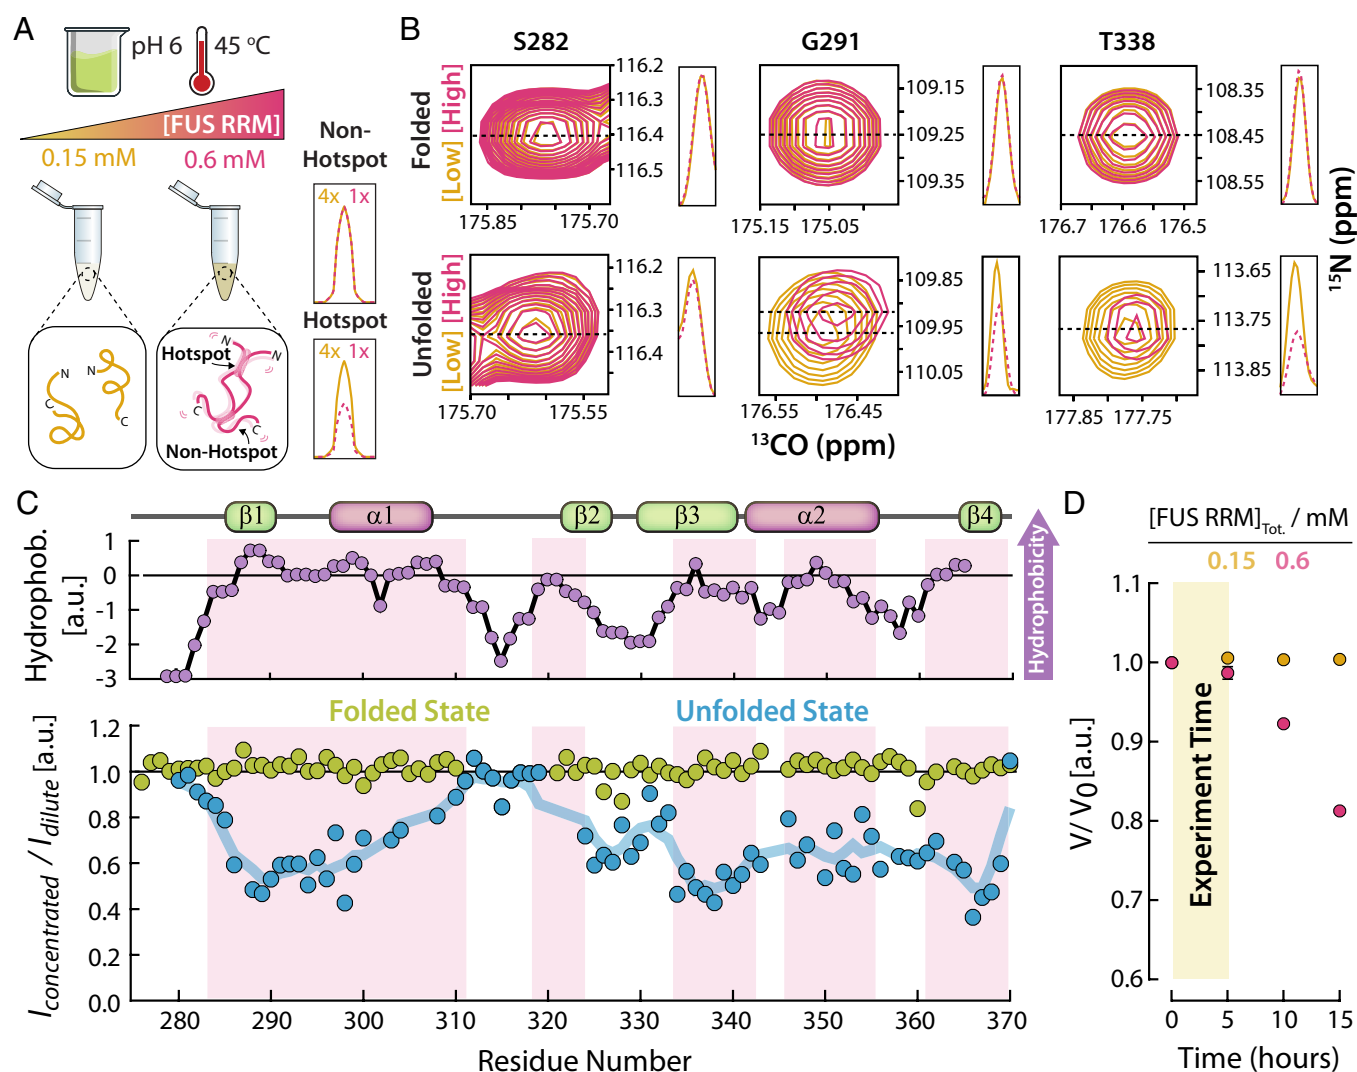 A
pH 6
45 °C
[FUS RRM]
0.15 mM
0.6 mM
Non-
Hotspot
4x 1x
Hotspot
4x 1x
N
N
C
C
Hotspot
N
N
C
C
Non-Hotspot
B
S282
G291
T338
Folded
[Low] [High]
116.2
116.3
116.4
116.5
175.85
175.70
109.15
109.25
109.35
175.15
175.05
108.35
108.45
108.55
176.7
176.6
176.5
Unfolded
[Low] [High]
116.2
116.3
116.4
175.70
175.55
109.85
109.95
110.05
176.55
176.45
113.65
113.75
113.85
177.85
177.75
13CO (ppm)
15N (ppm)
C
β1
α1
β2
β3
α2
β4
Hydrophob.
[a.u.]
1
0
-1
-2
-3
Hydrophobicity
Folded State
Unfolded State
Iconcentrated / Idilute [a.u.]
1.2
1.0
0.8
0.6
0.4
0.2
0.0
280
290
300
310
320
330
340
350
360
370
Residue Number
D
[FUS RRM]Tot. / mM
0.15
0.6
V/ V0 [a.u.]
1.1
1.0
0.9
0.8
0.7
0.6
Experiment Time
0
5
10
15
Time (hours)